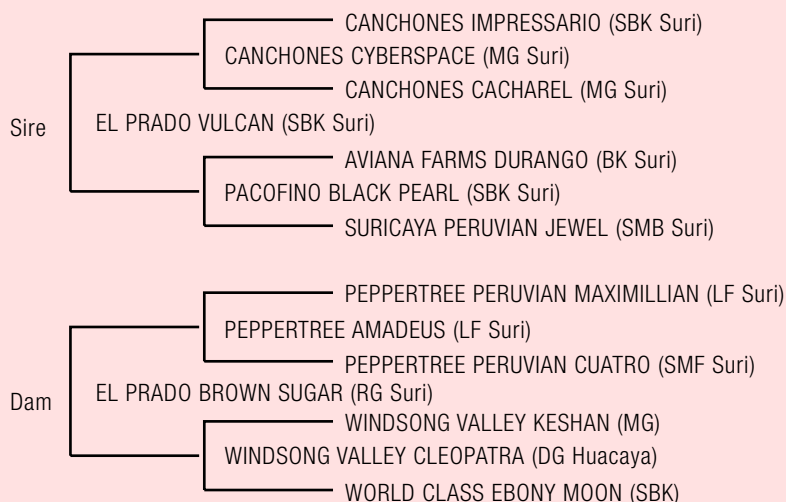 CANCHONES IMPRESSARIO (SBK Suri)
CANCHONES CYBERSPACE (MG Suri)
CANCHONES CACHAREL (MG Suri)
Sire
EL PRADO VULCAN (SBK Suri)
AVIANA FARMS DURANGO (BK Suri)
PACOFINO BLACK PEARL (SBK Suri)
SURICAYA PERUVIAN JEWEL (SMB Suri)
PEPPERTREE PERUVIAN MAXIMILLIAN (LF Suri)
PEPPERTREE AMADEUS (LF Suri)
PEPPERTREE PERUVIAN CUATRO (SMF Suri)
Dam
EL PRADO BROWN SUGAR (RG Suri)
WINDSONG VALLEY KESHAN (MG)
WINDSONG VALLEY CLEOPATRA (DG Huacaya)
WORLD CLASS EBONY MOON (SBK)